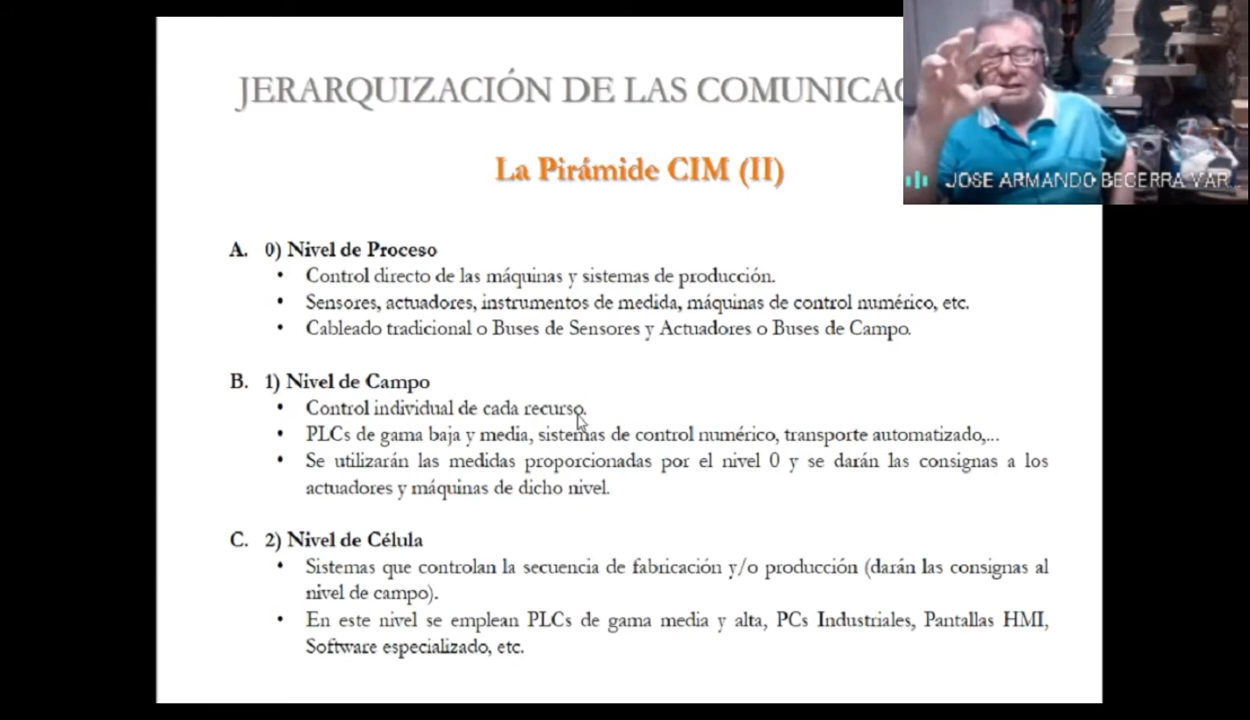 JERARQUIZACIÓN DE LAS COMUNICAC
La Pirámide CIM (II)
JOSE ARMANDO BECERRA VAR...
A. 0) Nivel de Proceso
• Control directo de las máquinas y sistemas de producción.
• Sensores, actuadores, instrumentos de medida, máquinas de control numérico, etc.
• Cableado tradicional o Buses de Sensores y Actuadores o Buses de Campo.
B. 1) Nivel de Campo
• Control individual de cada recurso.
• PLCs de gama baja y media, sistemas de control numérico, transporte automatizado,...
• Se utilizarán las medidas proporcionadas por el nivel 0 y se darán las consignas a los
actuadores y máquinas de dicho nivel.
C. 2) Nivel de Célula
• Sistemas que controlan la secuencia de fabricación y/o producción (darán las consignas al
nivel de campo).
• En este nivel se emplean PLCs de gama media y alta, PCs Industriales, Pantallas HMI,
Software especializado, etc.